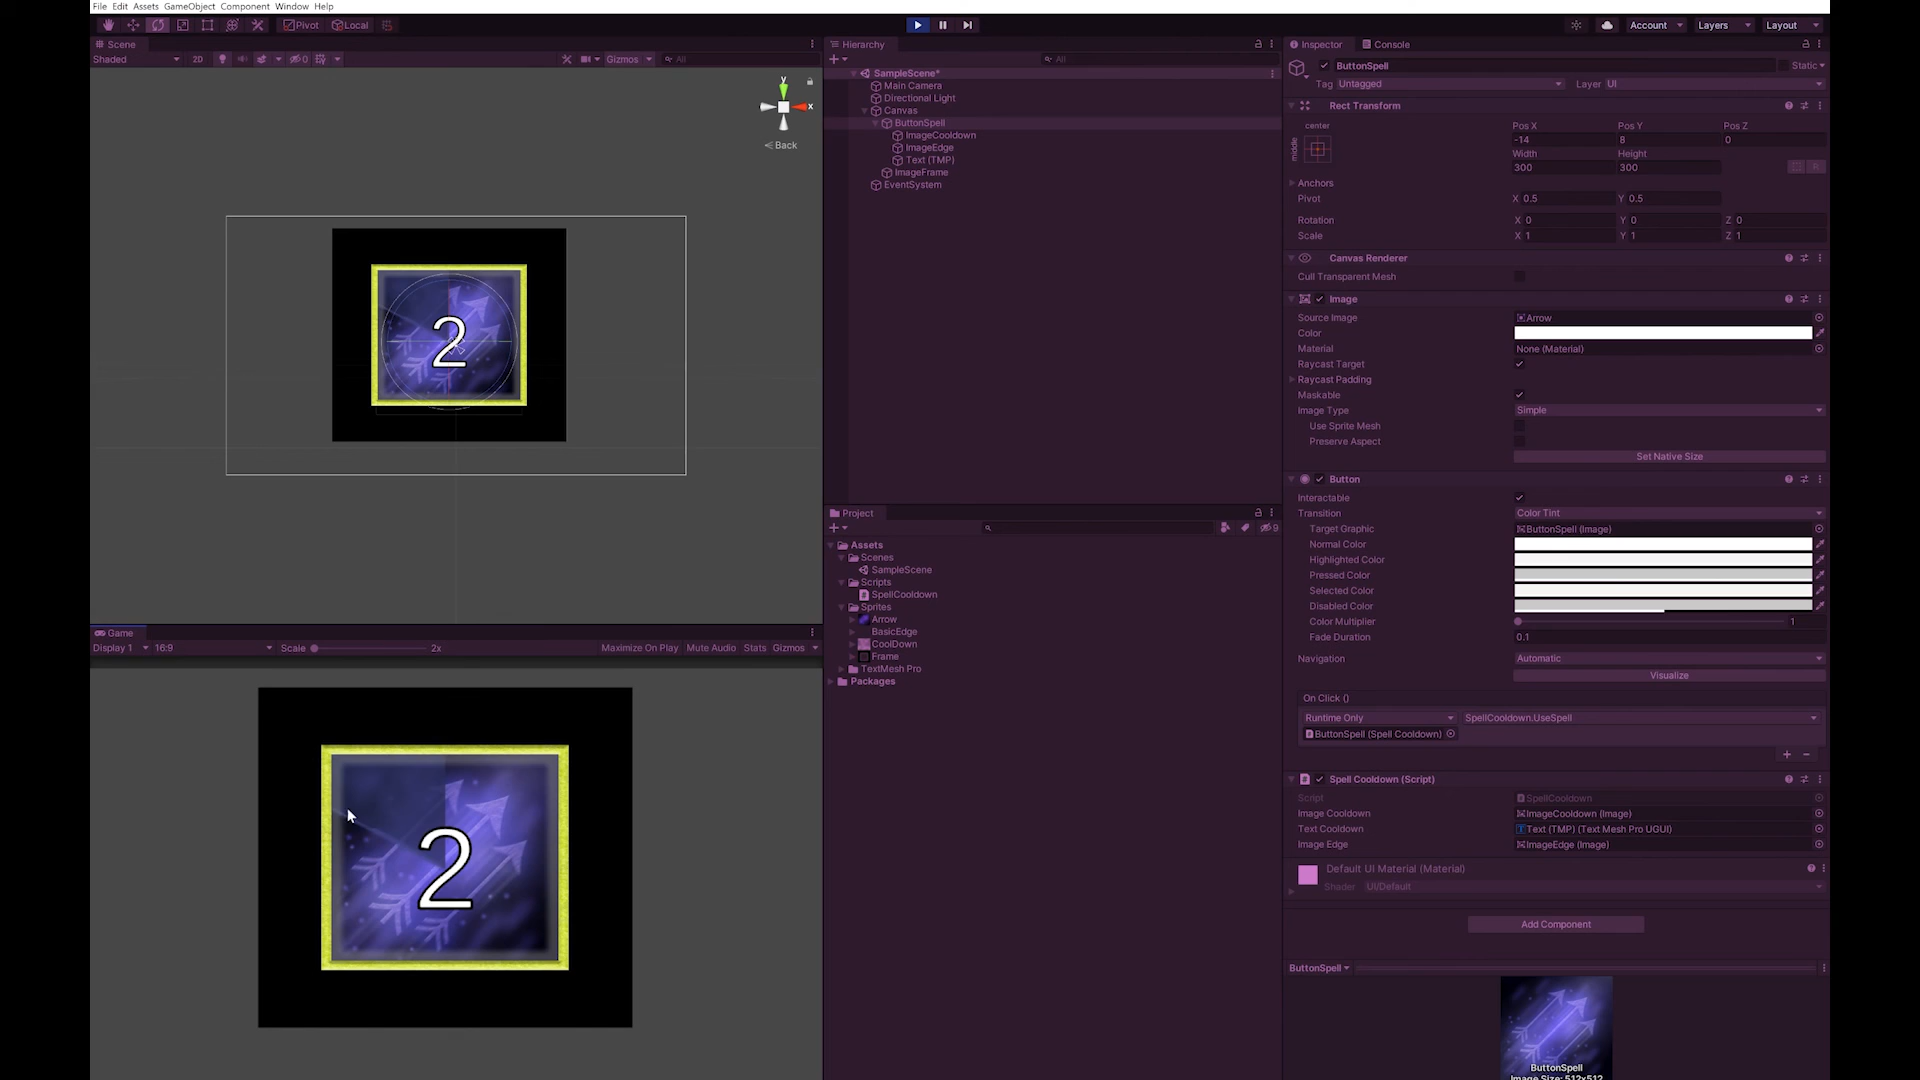 File Edit Assets GameObject Component Window Help
Pivot Local Account Layers Layout
Scene
Shaded 2D 0 Gizmos All
y
x
Back
2
Game
Display 1 16:9 Scale 2x Maximize On Play Mute Audio Stats Gizmos
2
Hierarchy
All
SampleScene*
Main Camera
Directional Light
Canvas
ButtonSpell
ImageCooldown
ImageEdge
Text (TMP)
ImageFrame
EventSystem
Project
9
Assets
Scenes
SampleScene
Scripts
SpellCooldown
Sprites
Arrow
BasicEdge
CoolDown
Frame
TextMesh Pro
Packages
Inspector Console
ButtonSpell Static
Tag Untagged Layer UI
Rect Transform
center
middle
Pos X Pos Y Pos Z
-14 8 0
Width Height
300 300
R
Anchors
Pivot X 0.5 Y 0.5
Rotation X 0 Y 0 Z 0
Scale X 1 Y 1 Z 1
Canvas Renderer
Cull Transparent Mesh
Image
Source Image Arrow
Color
Material None (Material)
Raycast Target
Raycast Padding
Maskable
Image Type Simple
Use Sprite Mesh
Preserve Aspect
Set Native Size
Button
Interactable
Transition Color Tint
Target Graphic ButtonSpell (Image)
Normal Color
Highlighted Color
Pressed Color
Selected Color
Disabled Color
Color Multiplier 1
Fade Duration 0.1
Navigation Automatic
Visualize
On Click ()
Runtime Only SpellCooldown.UseSpell
ButtonSpell (Spell Cooldown)
Spell Cooldown (Script)
Script SpellCooldown
Image Cooldown ImageCooldown (Image)
Text Cooldown Text (TMP) (Text Mesh Pro UGUI)
Image Edge ImageEdge (Image)
Default UI Material (Material)
Shader UI/Default
Add Component
ButtonSpell
ButtonSpell
Image Size: 512x512